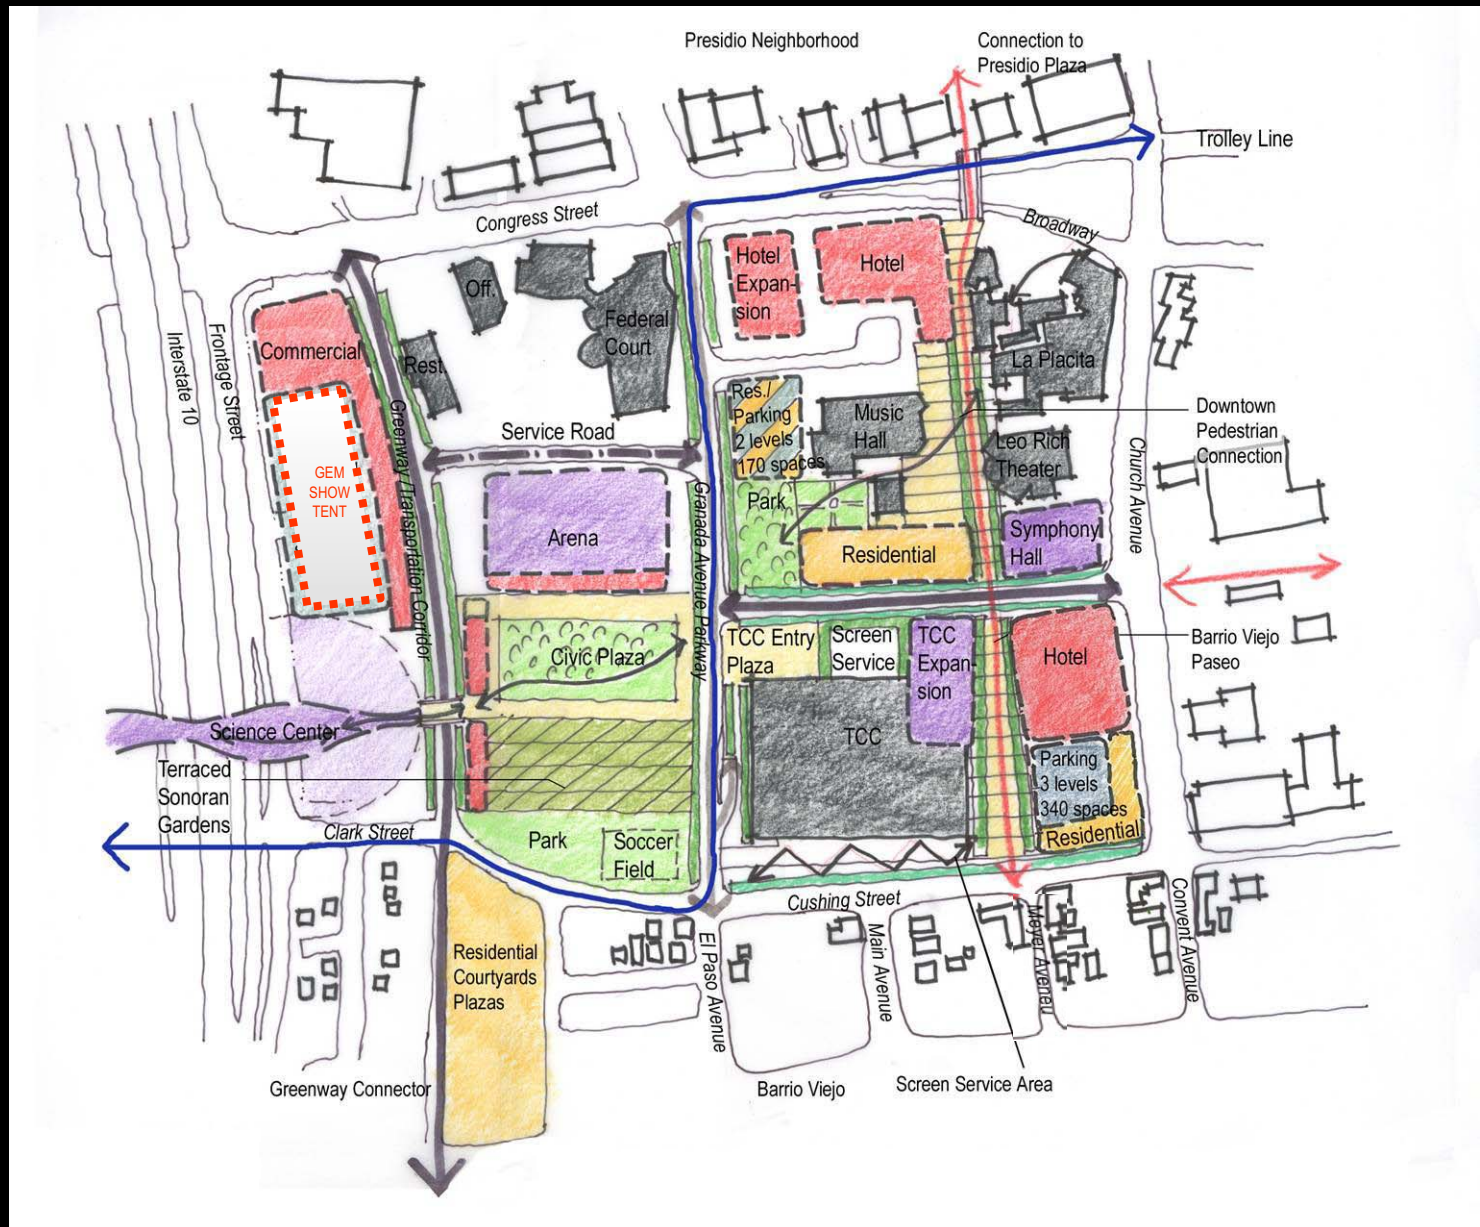 Presidio Neighborhood
Connection to
Presidio Plaza
Trolley Line
Congress Street
Broadway
Hotel
Expan-
sion
Hotel
Off.
Federal
Court
Rest.
Commercial
La Placita
Interstate 10
Frontage Street
Greenway /Transportation Corridor
Service Road
Res./
Parking
2 levels
170 spaces
Music
Hall
Leo Rich
Theater
Downtown
Pedestrian
Connection
Church Avenue
GEM
SHOW
TENT
Arena
Granada Avenue Parkway
Park
Residential
Symphony
Hall
Civic Plaza
TCC Entry
Plaza
Screen
Service
TCC
Expan-
sion
Hotel
Barrio Viejo
Paseo
Science Center
TCC
Terraced
Sonoran
Gardens
Parking
3 levels
340 spaces
Residential
Clark Street
Park
Soccer
Field
Cushing Street
Residential
Courtyards
Plazas
El Paso Avenue
Main Avenue
Meyer Aveneu
Convent Avenue
Greenway Connector
Barrio Viejo
Screen Service Area